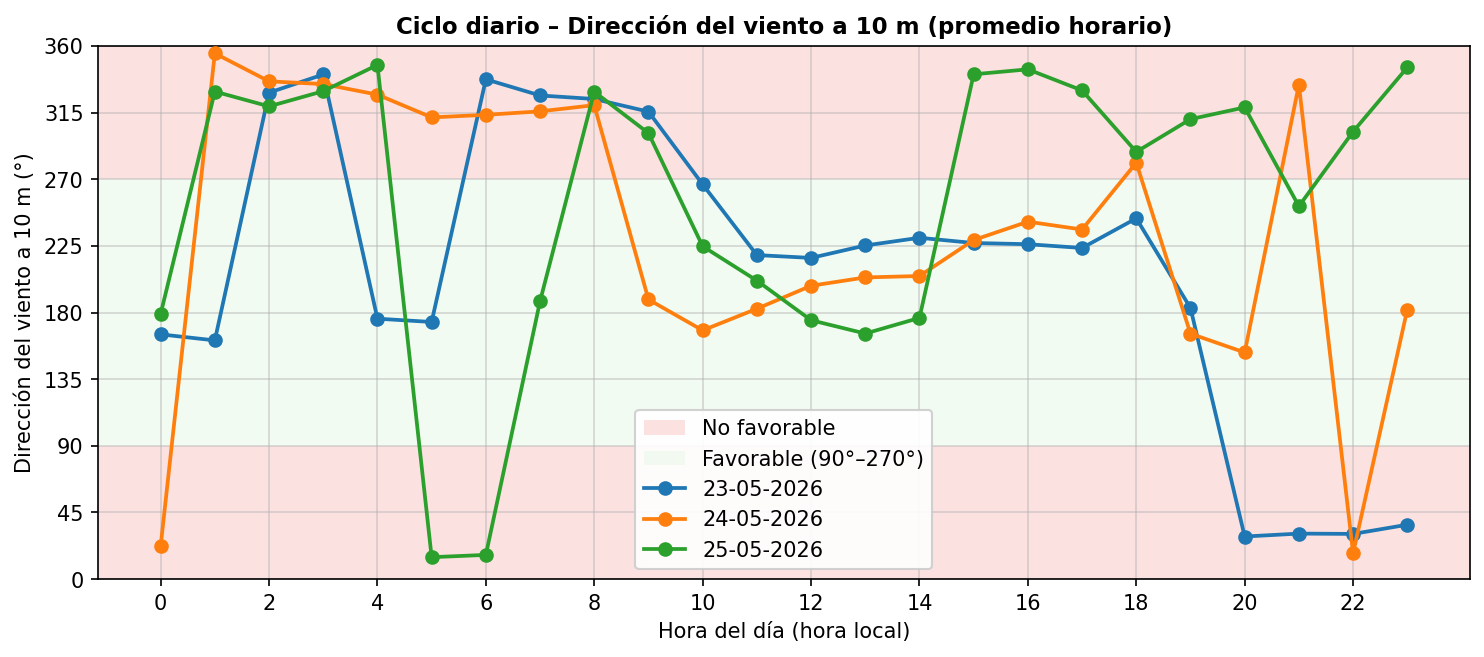 Ciclo diario – Dirección del viento a 10 m (promedio horario)
Dirección del viento a 10 m (°)
360
315
270
225
180
135
90
45
0
No favorable
Favorable (90°–270°)
23-05-2026
24-05-2026
25-05-2026
0 2 4 6 8 10 12 14 16 18 20 22
Hora del día (hora local)